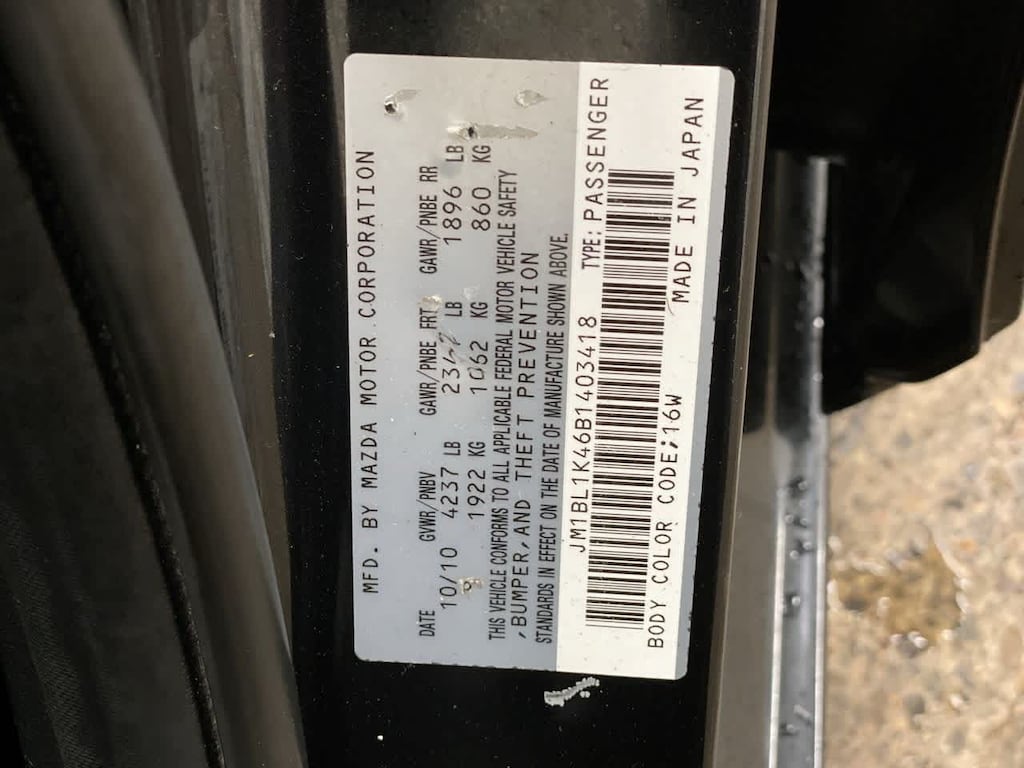 MFD. BY MAZDA MOTOR CORPORATION
DATE GVWR/PNBV GAWR/PNBE FRT GAWR/PNBE RR
10/10 4237 LB LB 1896 LB
1922 KG 1062 KG 860 KG
THIS VEHICLE CONFORMS TO ALL APPLICABLE FEDERAL MOTOR VEHICLE SAFETY
,BUMPER, AND THEFT PREVENTION
STANDARDS IN EFFECT ON THE DATE OF MANUFACTURE SHOWN ABOVE.
JM1BL1K46B1403418 TYPE: PASSENGER
BODY COLOR CODE;16W MADE IN JAPAN